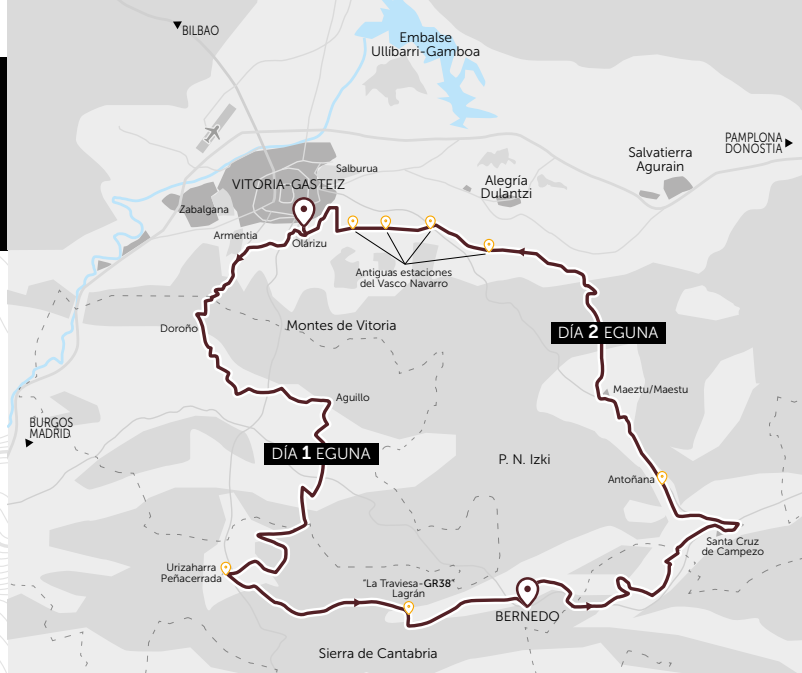 BILBAO
Embalse
Ullíbarri-Gamboa
PAMPLONA
DONOSTIA
Salvatierra
Agurain
Salburua
Alegría
Dulantzi
VITORIA-GASTEIZ
Zabalgana
Armentia
Olárizu
Antiguas estaciones
del Vasco Navarro
Doroño
Montes de Vitoria
DÍA 2 EGUNA
Maeztu/Maestu
Aguillo
BURGOS
MADRID
DÍA 1 EGUNA
P. N. Izki
Antoñana
Santa Cruz
de Campezo
Urizaharra
Peñacerrada
"La Traviesa-GR38"
Lagrán
BERNEDO
Sierra de Cantabria